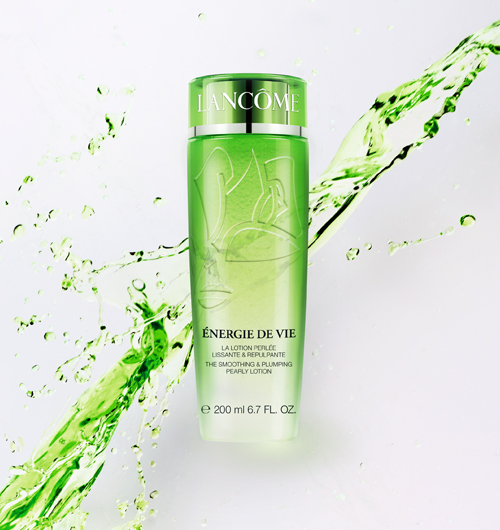 LANCÔME
ÉNERGIE DE VIE
LA LOTION PERLÉE
LISSANTE & REPULPANTE
THE SMOOTHING & PLUMPING
PEARLY LOTION
℮ 200 ml 6.7 FL. OZ.